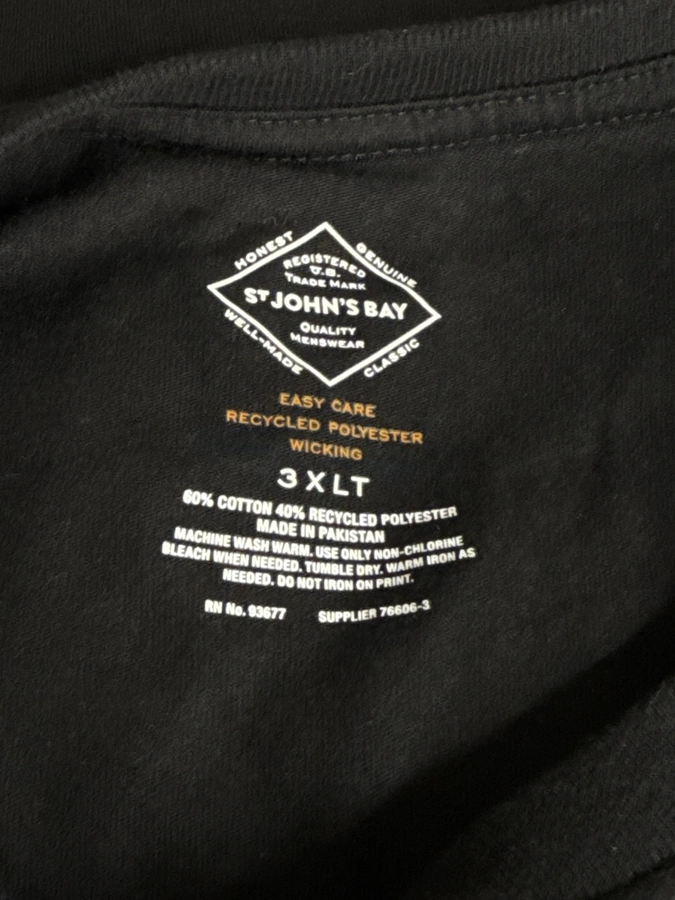 HONEST
GENUINE
REGISTERED
U.S.
TRADE MARK
ST JOHN'S BAY
QUALITY
MENSWEAR
WELL-MADE
CLASSIC
EASY CARE
RECYCLED POLYESTER
WICKING
3XLT
60% COTTON 40% RECYCLED POLYESTER
MADE IN PAKISTAN
MACHINE WASH WARM. USE ONLY NON-CHLORINE
BLEACH WHEN NEEDED. TUMBLE DRY. WARM IRON AS
NEEDED. DO NOT IRON ON PRINT.
RN No. 93677 SUPPLIER 76606-3